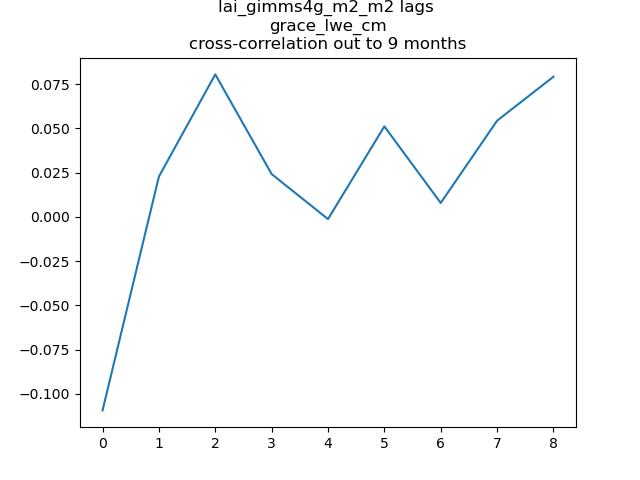 lai_gimms4g_m2_m2 lags
grace_lwe_cm
cross-correlation out to 9 months
0.075
0.050
0.025
0.000
−0.025
−0.050
−0.075
−0.100
0 1 2 3 4 5 6 7 8